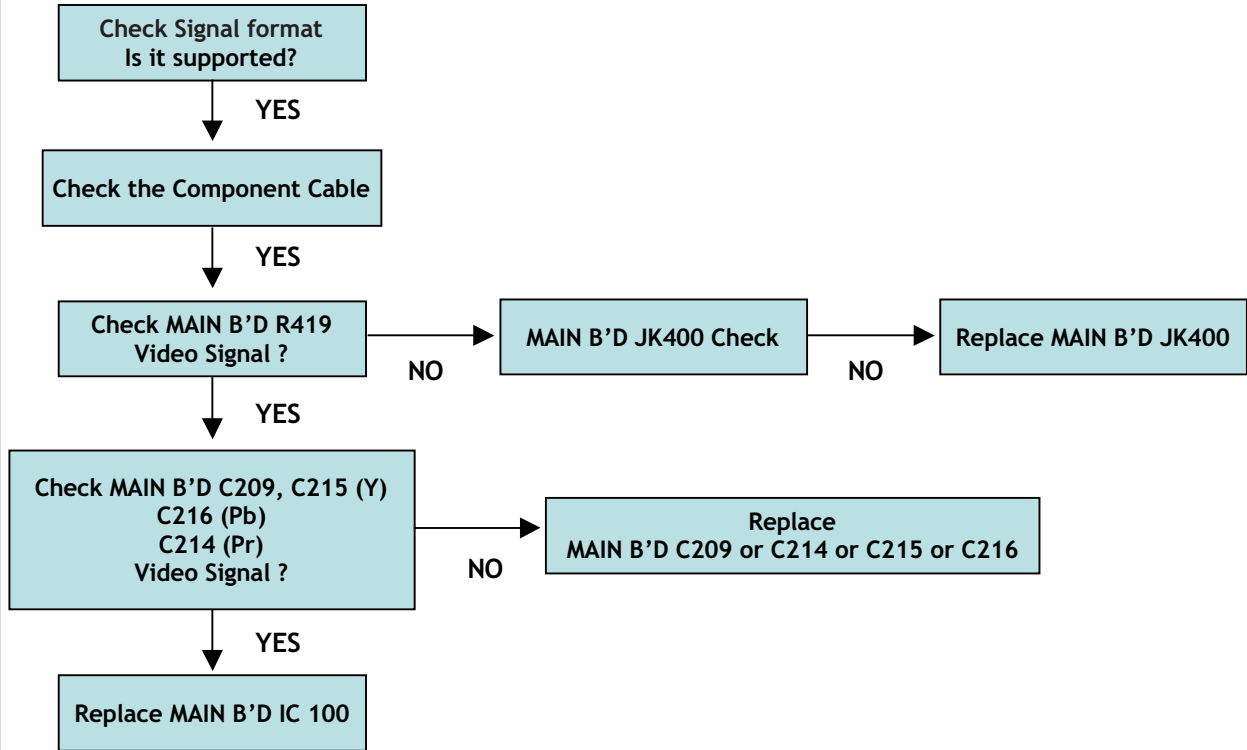 Check Signal format
Is it supported?
YES
Check the Component Cable
YES
Check MAIN B’D R419
Video Signal ?
NO
MAIN B’D JK400 Check
NO
Replace MAIN B’D JK400
YES
Check MAIN B’D C209, C215 (Y)
C216 (Pb)
C214 (Pr)
Video Signal ?
NO
Replace
MAIN B’D C209 or C214 or C215 or C216
YES
Replace MAIN B’D IC 100